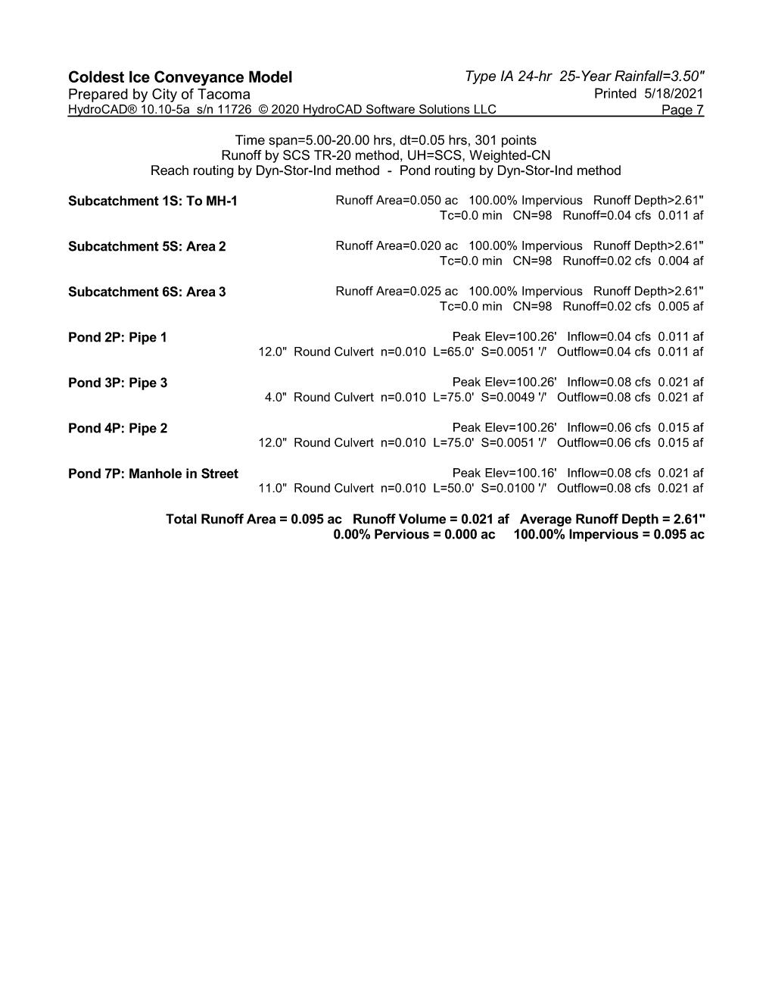 Coldest Ice Conveyance Model
Type IA 24-hr  25-Year Rainfall=3.50"
Prepared by City of Tacoma
Printed  5/18/2021
HydroCAD® 10.10-5a  s/n 11726  © 2020 HydroCAD Software Solutions LLC
Page 7
Time span=5.00-20.00 hrs, dt=0.05 hrs, 301 points
Runoff by SCS TR-20 method, UH=SCS, Weighted-CN
Reach routing by Dyn-Stor-Ind method  -  Pond routing by Dyn-Stor-Ind method
Subcatchment 1S: To MH-1
Runoff Area=0.050 ac   100.00% Impervious   Runoff Depth>2.61"
Tc=0.0 min   CN=98   Runoff=0.04 cfs  0.011 af
Subcatchment 5S: Area 2
Runoff Area=0.020 ac   100.00% Impervious   Runoff Depth>2.61"
Tc=0.0 min   CN=98   Runoff=0.02 cfs  0.004 af
Subcatchment 6S: Area 3
Runoff Area=0.025 ac   100.00% Impervious   Runoff Depth>2.61"
Tc=0.0 min   CN=98   Runoff=0.02 cfs  0.005 af
Pond 2P: Pipe 1
Peak Elev=100.26'   Inflow=0.04 cfs  0.011 af
12.0"  Round Culvert  n=0.010  L=65.0'  S=0.0051 '/'   Outflow=0.04 cfs  0.011 af
Pond 3P: Pipe 3
Peak Elev=100.26'   Inflow=0.08 cfs  0.021 af
4.0"  Round Culvert  n=0.010  L=75.0'  S=0.0049 '/'   Outflow=0.08 cfs  0.021 af
Pond 4P: Pipe 2
Peak Elev=100.26'   Inflow=0.06 cfs  0.015 af
12.0"  Round Culvert  n=0.010  L=75.0'  S=0.0051 '/'   Outflow=0.06 cfs  0.015 af
Pond 7P: Manhole in Street
Peak Elev=100.16'   Inflow=0.08 cfs  0.021 af
11.0"  Round Culvert  n=0.010  L=50.0'  S=0.0100 '/'   Outflow=0.08 cfs  0.021 af
Total Runoff Area = 0.095 ac   Runoff Volume = 0.021 af   Average Runoff Depth = 2.61"
0.00% Pervious = 0.000 ac     100.00% Impervious = 0.095 ac